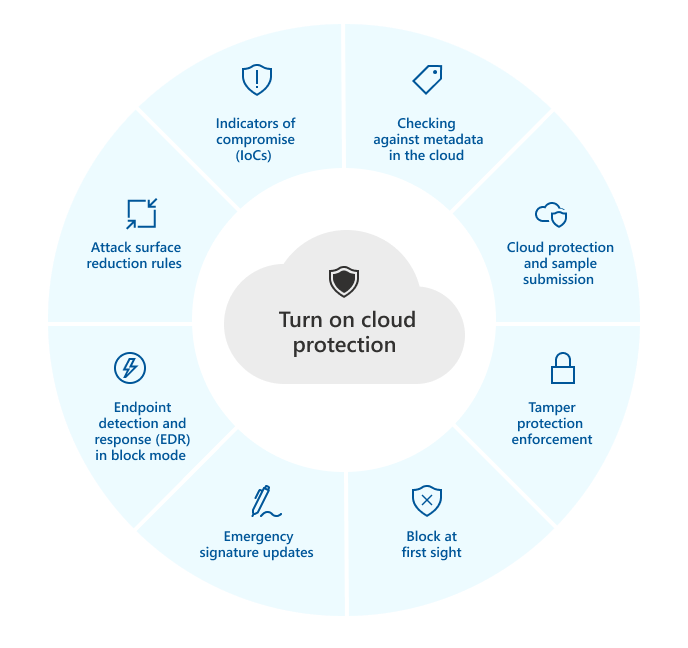 Indicators of
compromise
(IoCs)
Checking
against metadata
in the cloud
Attack surface
reduction rules
Cloud protection
and sample
submission
Turn on cloud
protection
Endpoint
detection and
response (EDR)
in block mode
Tamper
protection
enforcement
Emergency
signature updates
Block at
first sight